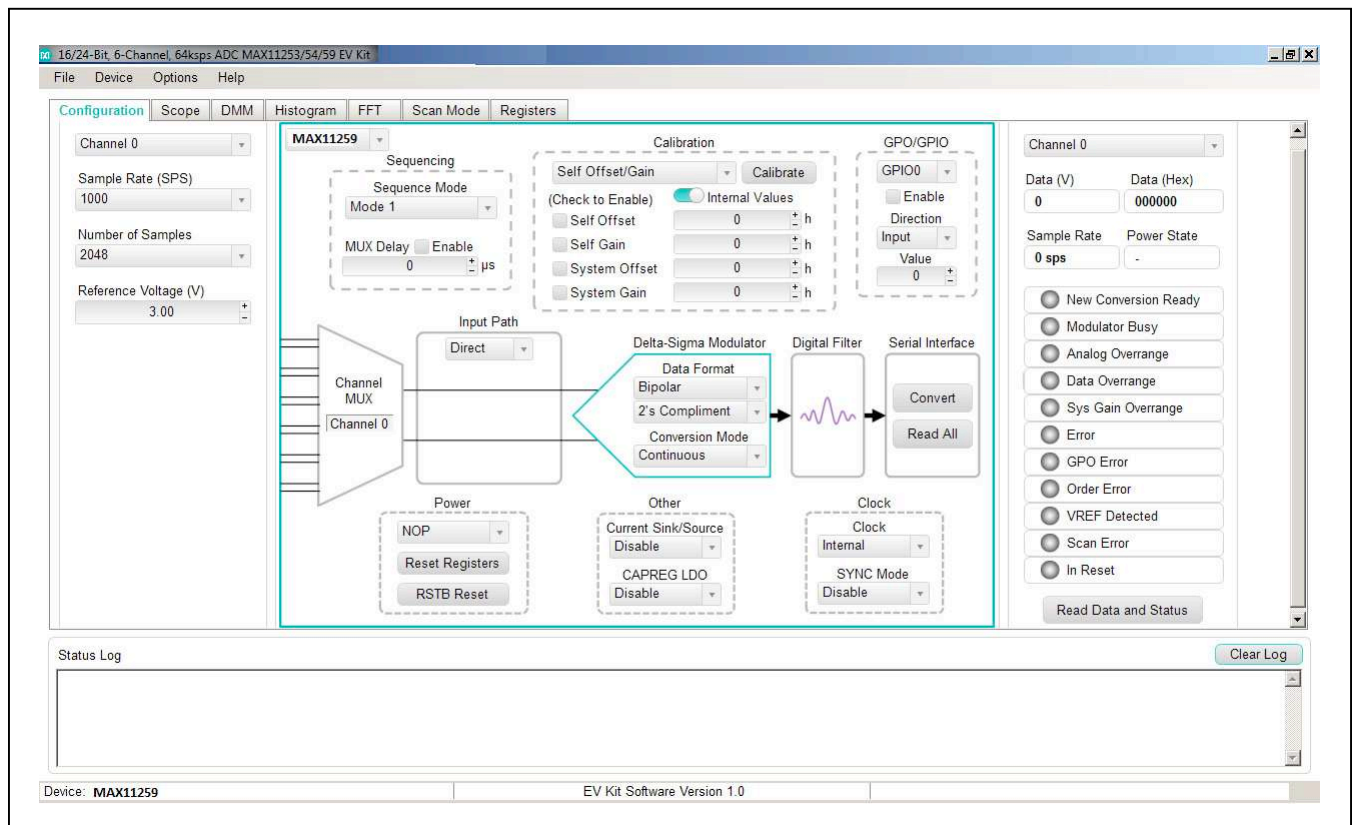 16/24-Bit, 6-Channel, 64ksps ADC MAX11253/54/59 EV Kit
File Device Options Help
Configuration Scope DMM Histogram FFT Scan Mode Registers
Channel 0
Sample Rate (SPS)
1000
Number of Samples
2048
Reference Voltage (V)
3.00
MAX11259
Sequencing
Sequence Mode
Mode 1
MUX Delay Enable
0 µs
Calibration
Self Offset/Gain Calibrate
(Check to Enable) Internal Values
Self Offset 0 h
Self Gain 0 h
System Offset 0 h
System Gain 0 h
GPO/GPIO
GPIO0
Enable
Direction
Input
Value
0
Channel
MUX
Channel 0
Input Path
Direct
Delta-Sigma Modulator
Data Format
Bipolar
2's Compliment
Conversion Mode
Continuous
Digital Filter
Serial Interface
Convert
Read All
Power
NOP
Reset Registers
RSTB Reset
Other
Current Sink/Source
Disable
CAPREG LDO
Disable
Clock
Clock
Internal
SYNC Mode
Disable
Channel 0
Data (V) Data (Hex)
0 000000
Sample Rate Power State
0 sps -
New Conversion Ready
Modulator Busy
Analog Overrange
Data Overrange
Sys Gain Overrange
Error
GPO Error
Order Error
VREF Detected
Scan Error
In Reset
Read Data and Status
Status Log Clear Log
Device: MAX11259 EV Kit Software Version 1.0